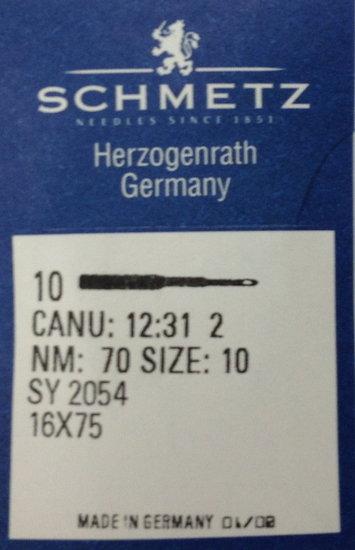 SCHMETZ
NEEDLES SINCE 1851
Herzogenrath
Germany
10
CANU: 12:31 2
NM: 70 SIZE: 10
SY 2054
16X75
MADE IN GERMANY 01/02